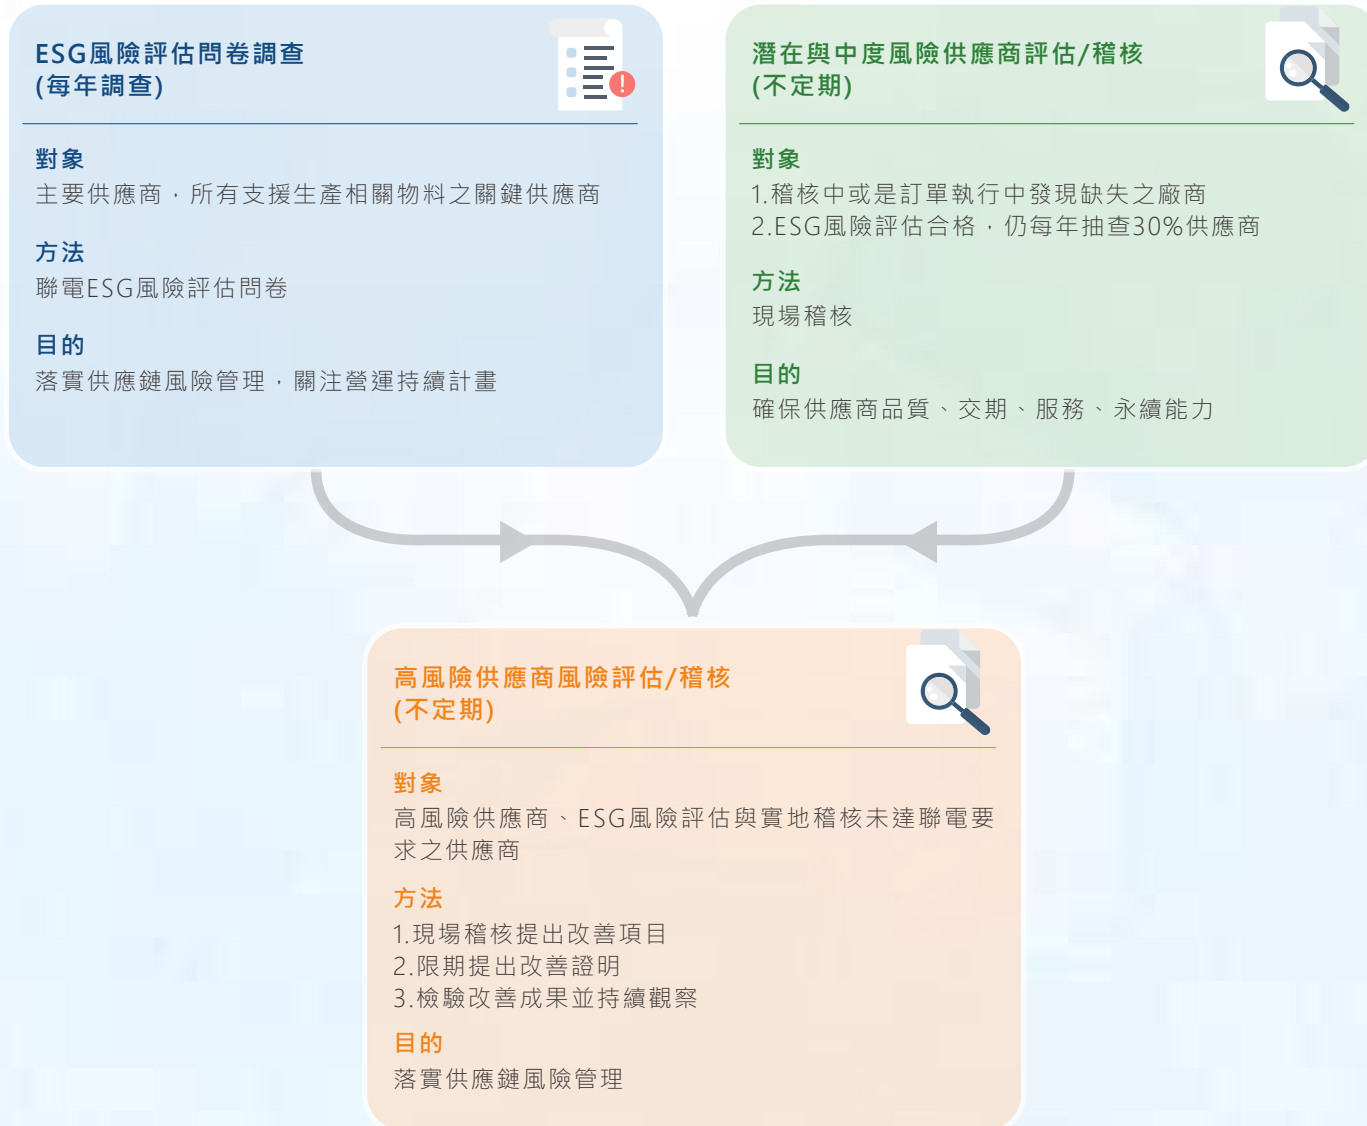 ESG風險評估問卷調查
(每年調查)
對象
主要供應商，所有支援生產相關物料之關鍵供應商
方法
聯電ESG風險評估問卷
目的
落實供應鏈風險管理，關注營運持續計畫
潛在與中度風險供應商評估/稽核
(不定期)
對象
1.稽核中或是訂單執行中發現缺失之廠商
2.ESG風險評估合格，仍每年抽查30%供應商
方法
現場稽核
目的
確保供應商品質、交期、服務、永續能力
高風險供應商風險評估/稽核
(不定期)
對象
高風險供應商、ESG風險評估與實地稽核未達聯電要
求之供應商
方法
1.現場稽核提出改善項目
2.限期提出改善證明
3.檢驗改善成果並持續觀察
目的
落實供應鏈風險管理